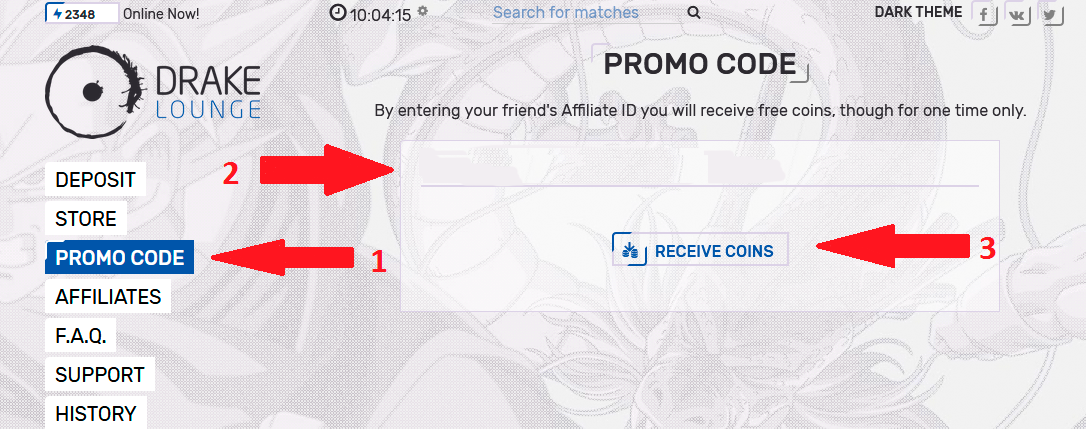 2348 Online Now!
10:04:15
Search for matches
DARK THEME
DRAKE
LOUNGE
PROMO CODE
By entering your friend's Affiliate ID you will receive free coins, though for one time only.
2
DEPOSIT
STORE
PROMO CODE
1
RECEIVE COINS
3
AFFILIATES
F.A.Q.
SUPPORT
HISTORY